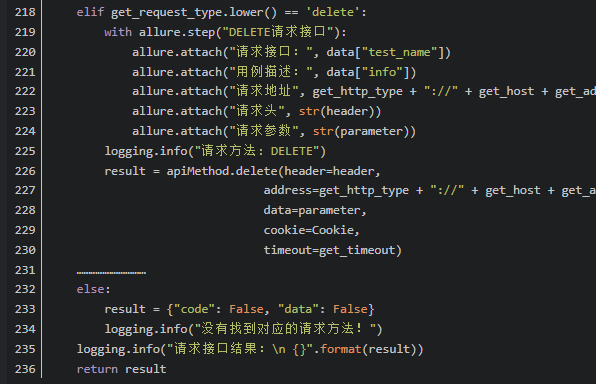 218 elif get_request_type.lower() == 'delete':
219 with allure.step("DELETE请求接口"):
220 allure.attach("请求接口：", data["test_name"])
221 allure.attach("用例描述：", data["info"])
222 allure.attach("请求地址", get_http_type + "://" + get_host + get_ad
223 allure.attach("请求头", str(header))
224 allure.attach("请求参数", str(parameter))
225 logging.info("请求方法：DELETE")
226 result = apiMethod.delete(header=header,
227 address=get_http_type + "://" + get_host + get_a
228 data=parameter,
229 cookie=Cookie,
230 timeout=get_timeout)
231 …………………………
232 else:
233 result = {"code": False, "data": False}
234 logging.info("没有找到对应的请求方法！")
235 logging.info("请求接口结果：\n {}".format(result))
236 return result